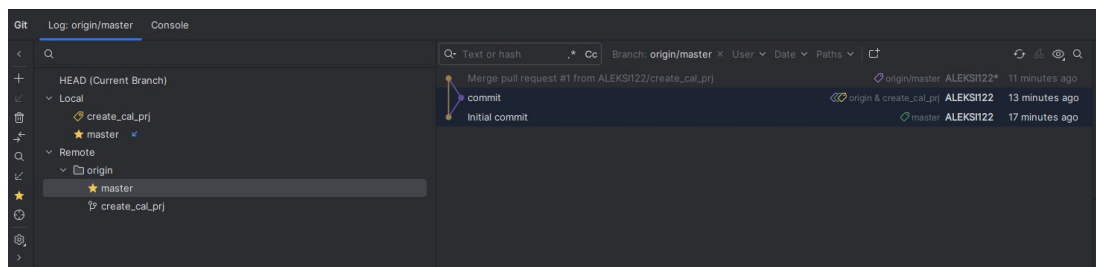 Git Log: origin/master Console
Text or hash .* Cc Branch: origin/master × User Date Paths
HEAD (Current Branch)
Local
create_cal_prj
master
Remote
origin
master
create_cal_prj
Merge pull request #1 from ALEKSI122/create_cal_prj origin/master ALEKSI122* 11 minutes ago
commit origin & create_cal_prj ALEKSI122 13 minutes ago
Initial commit master ALEKSI122 17 minutes ago